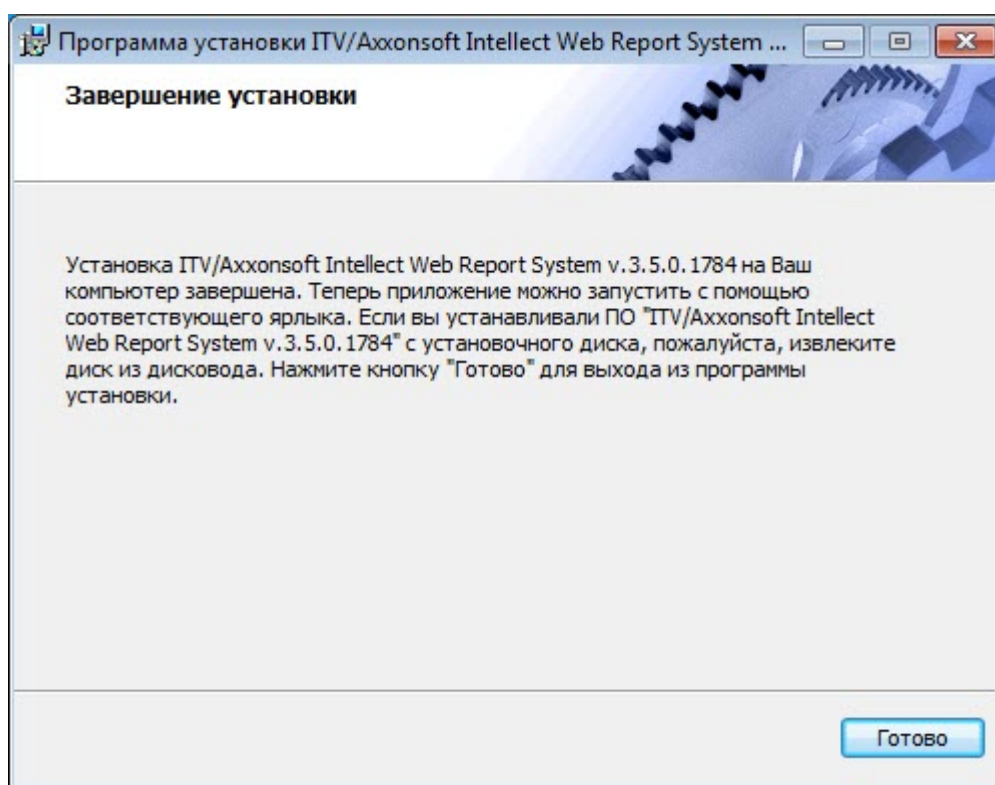 Программа установки ITV/Axxonsoft Intellect Web Report System ...
Завершение установки
Установка ITV/Axxonsoft Intellect Web Report System v.3.5.0.1784 на Ваш
компьютер завершена. Теперь приложение можно запустить с помощью
соответствующего ярлыка. Если вы устанавливали ПО "ITV/Axxonsoft Intellect
Web Report System v.3.5.0.1784" с установочного диска, пожалуйста, извлеките
диск из дисковода. Нажмите кнопку "Готово" для выхода из программы
установки.
Готово